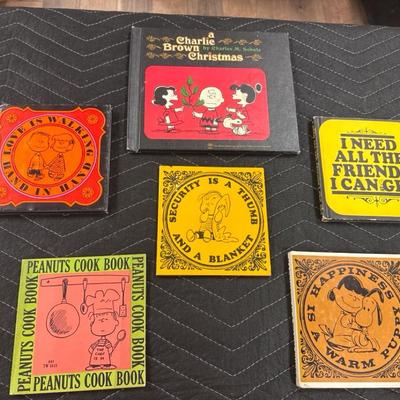 a
Charlie
Brown by Charles M. Schulz
Christmas
LOVE IS WALKING
HAND IN HAND
SECURITY IS A THUMB
AND A BLANKET
I NEED
ALL THE
FRIENDS
I CAN GET
PEANUTS COOK BOOK
PEANUTS COOK BOOK
PEANUTS COOK BOOK
PEANUTS COOK BOOK
HAPPINESS IS
A WARM PUPPY